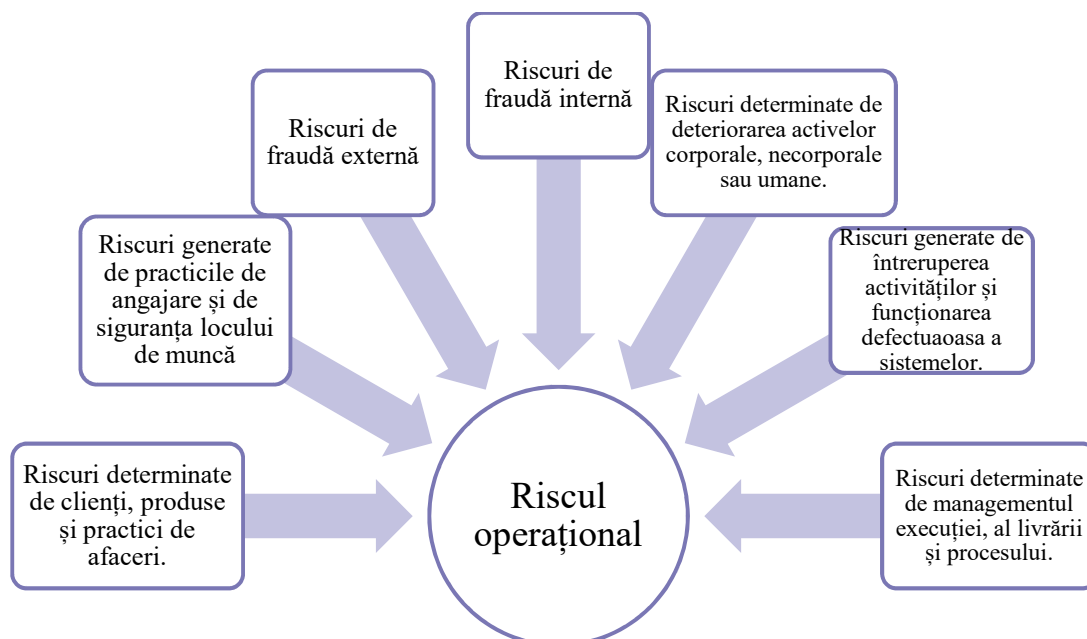 Riscuri de
fraudă internă
Riscuri de
fraudă externă
Riscuri determinate de
deteriorarea activelor
corporale, necorporale
sau umane.
Riscuri generate
de practicile de
angajare și de
siguranța locului
de muncă
Riscuri generate de
întreruperea
activităților și
funcționarea
defectuaoasa a
sistemelor.
Riscuri determinate
de clienți, produse
și practici de
afaceri.
Riscul
operațional
Riscuri determinate
de managementul
execuției, al livrării
și procesului.